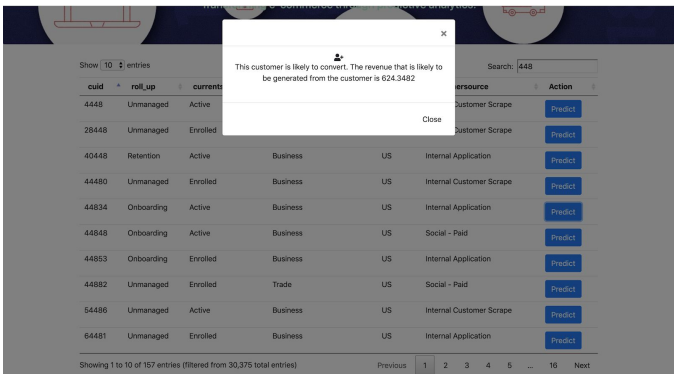 e-commerce through predictive analytics.
×
This customer is likely to convert. The revenue that is likely to
be generated from the customer is 624.3482
Close
Show 10 entries
Search: 448
cuid roll_up currents ersource Action
4448 Unmanaged Active Customer Scrape Predict
28448 Unmanaged Enrolled Customer Scrape Predict
40448 Retention Active Business US Internal Application Predict
44480 Unmanaged Enrolled Business US Internal Customer Scrape Predict
44834 Onboarding Active Business US Internal Application Predict
44848 Onboarding Active Business US Social - Paid Predict
44853 Onboarding Enrolled Business US Internal Application Predict
44882 Unmanaged Enrolled Trade US Social - Paid Predict
54486 Unmanaged Active Business US Internal Customer Scrape Predict
64481 Unmanaged Enrolled Business US Internal Application Predict
Showing 1 to 10 of 157 entries (filtered from 30,375 total entries) Previous 1 2 3 4 5 ... 16 Next